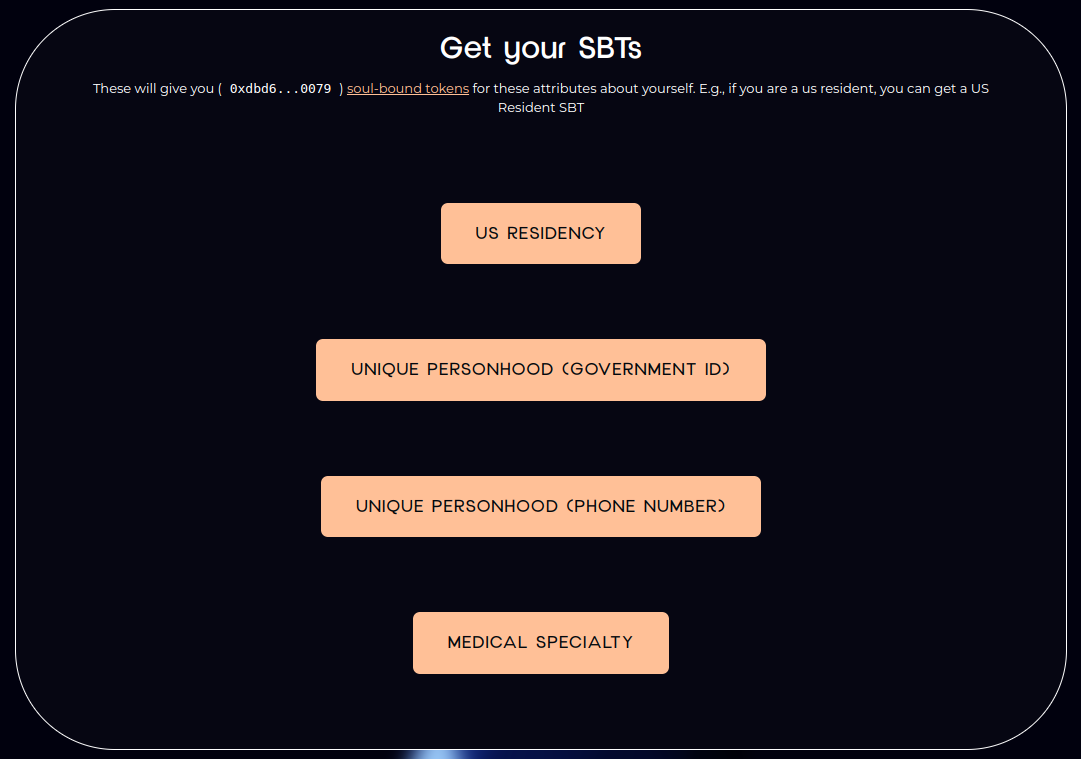 Get your SBTs
These will give you ( 0xdbd6...0079 ) soul-bound tokens for these attributes about yourself. E.g., if you are a us resident, you can get a US
Resident SBT
US RESIDENCY
UNIQUE PERSONHOOD (GOVERNMENT ID)
UNIQUE PERSONHOOD (PHONE NUMBER)
MEDICAL SPECIALTY